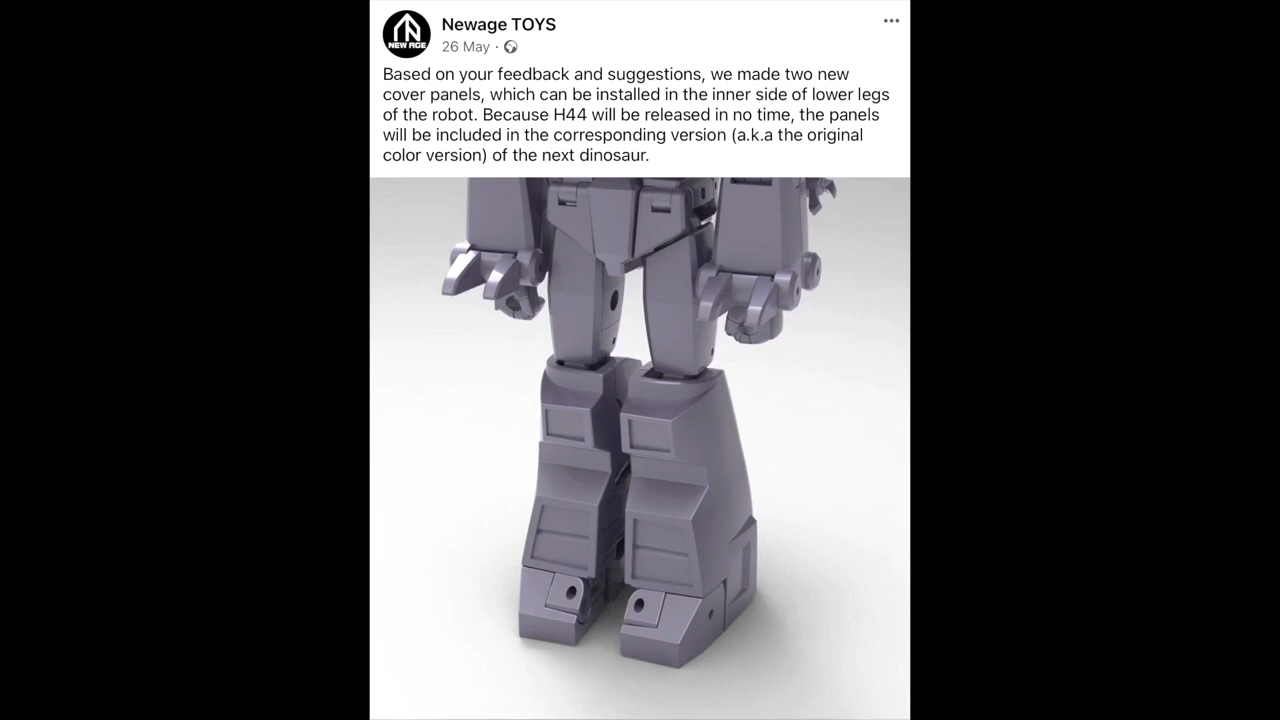 Newage TOYS
26 May ·
NEW AGE
Based on your feedback and suggestions, we made two new
cover panels, which can be installed in the inner side of lower legs
of the robot. Because H44 will be released in no time, the panels
will be included in the corresponding version (a.k.a the original
color version) of the next dinosaur.